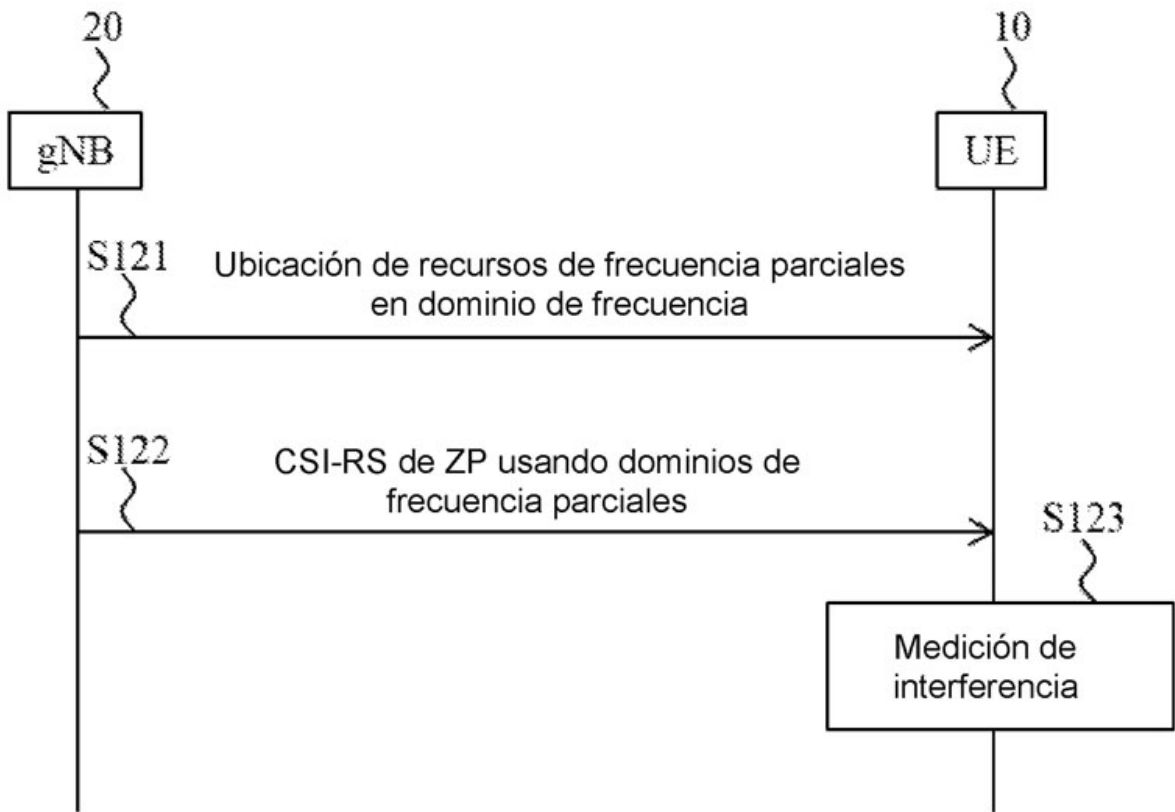 20
10
gNB
UE
S121
Ubicación de recursos de frecuencia parciales
en dominio de frecuencia
S122
CSI-RS de ZP usando dominios de
frecuencia parciales
S123
Medición de
interferencia